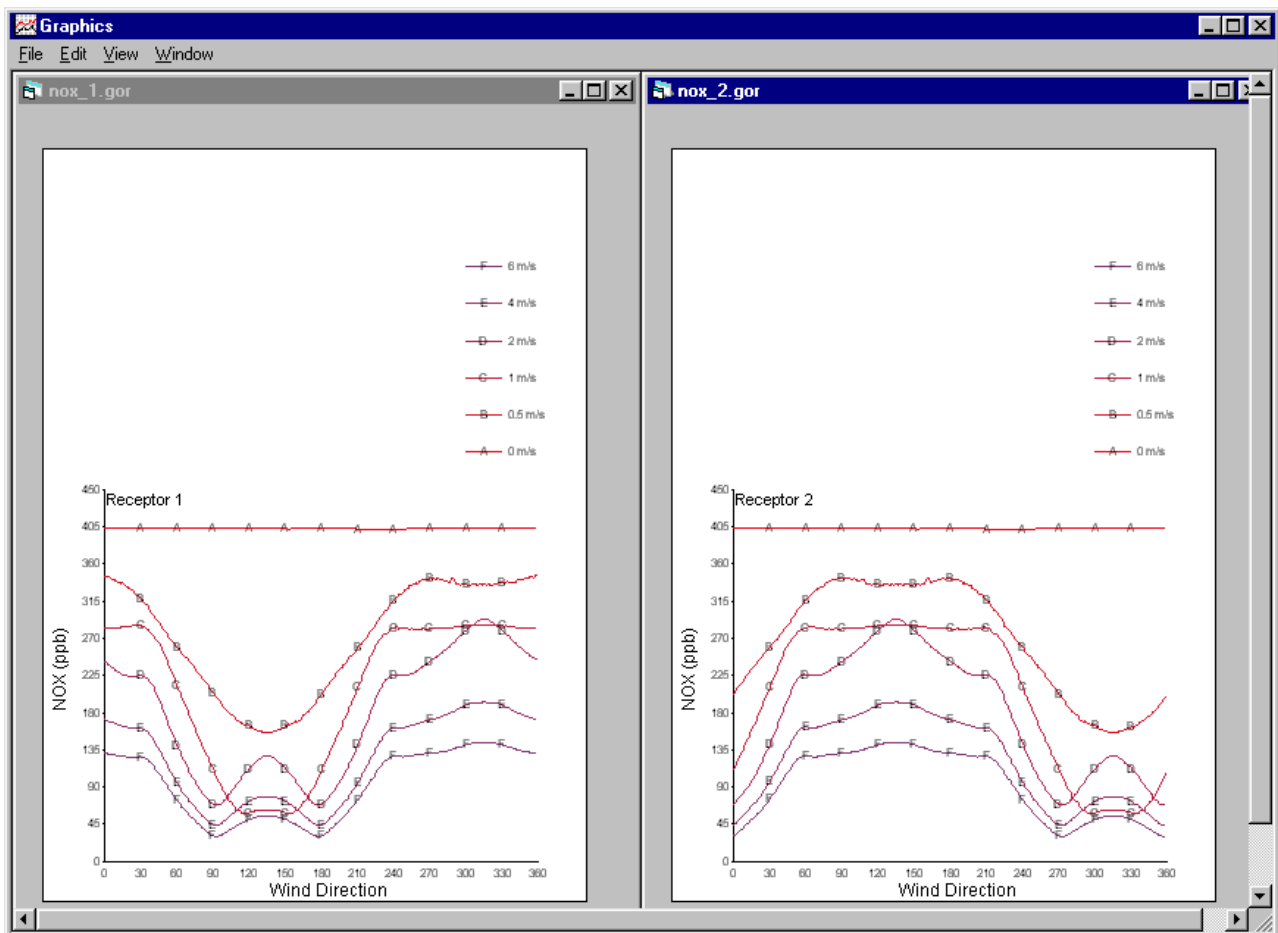 Graphics
File Edit View Window
nox_1.gor
F 6 m/s
E 4 m/s
D 2 m/s
C 1 m/s
B 0.5 m/s
A 0 m/s
Receptor 1
450
405
360
315
270
225
180
135
90
45
0
NOX (ppb)
A A A A A A A A A A A
B B B B B B B B B B B
C C C C C C C C C C C
D D D D D D D D D D D
E E E E E E E E E E E
F F F F F F F F F F F
0 30 60 90 120 150 180 210 240 270 300 330 360
Wind Direction
nox_2.gor
F 6 m/s
E 4 m/s
D 2 m/s
C 1 m/s
B 0.5 m/s
A 0 m/s
Receptor 2
450
405
360
315
270
225
180
135
90
45
0
NOX (ppb)
A A A A A A A A A A A
B B B B B B B B B B B
C C C C C C C C C C C
D D D D D D D D D D D
E E E E E E E E E E E
F F F F F F F F F F F
0 30 60 90 120 150 180 210 240 270 300 330 360
Wind Direction